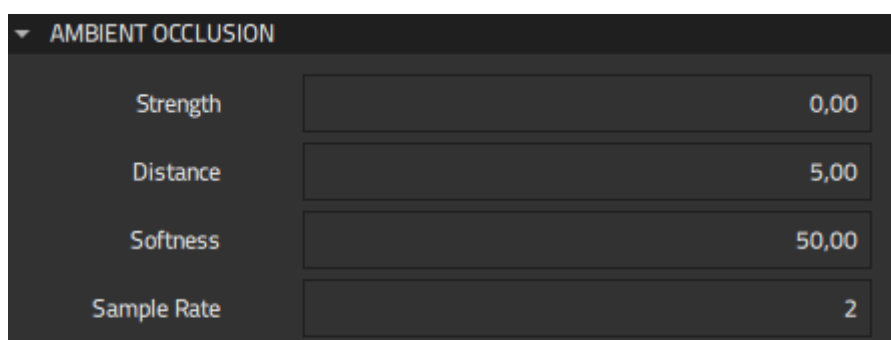 AMBIENT OCCLUSION
Strength 0,00
Distance 5,00
Softness 50,00
Sample Rate 2